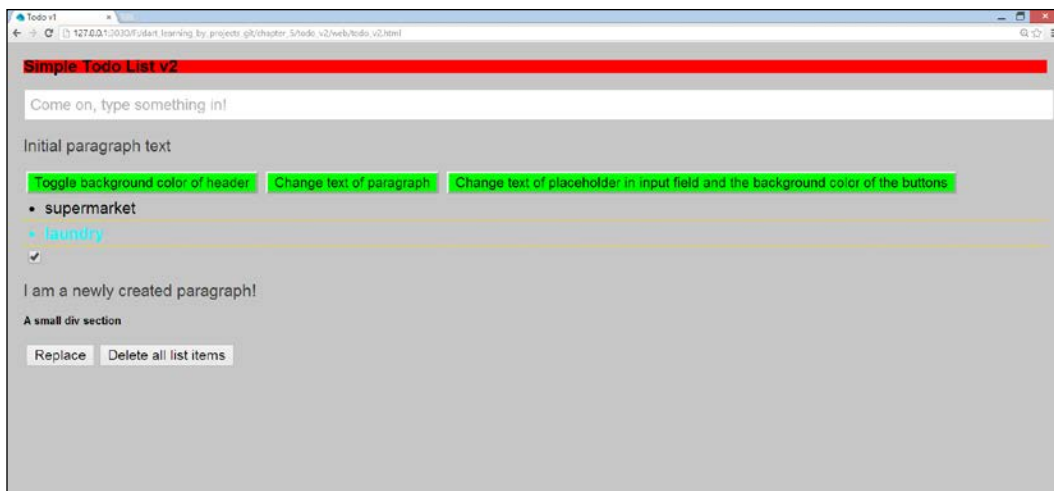 Todo v1
127.0.0.1:3030/F:/dart_learning_by_projects_git/chapter_5/todo_v2/web/todo_v2.html
Simple Todo List v2
Come on, type something in!
Initial paragraph text
Toggle background color of header Change text of paragraph Change text of placeholder in input field and the background color of the buttons
supermarket
laundry
I am a newly created paragraph!
A small div section
Replace Delete all list items